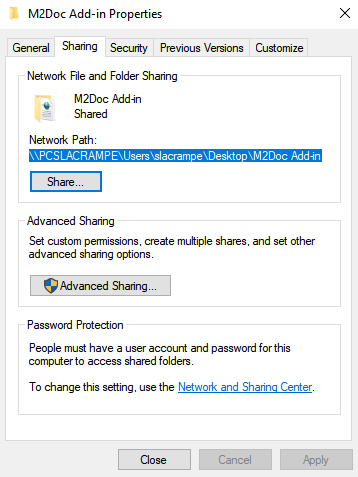 M2Doc Add-in Properties
General Sharing Security Previous Versions Customize
Network File and Folder Sharing
M2Doc Add-in
Shared
Network Path:
\\PCSLACRAMPE\Users\slacrampe\Desktop\M2Doc Add-in
Share...
Advanced Sharing
Set custom permissions, create multiple shares, and set other
advanced sharing options.
Advanced Sharing...
Password Protection
People must have a user account and password for this
computer to access shared folders.
To change this setting, use the Network and Sharing Center.
Close Cancel Apply